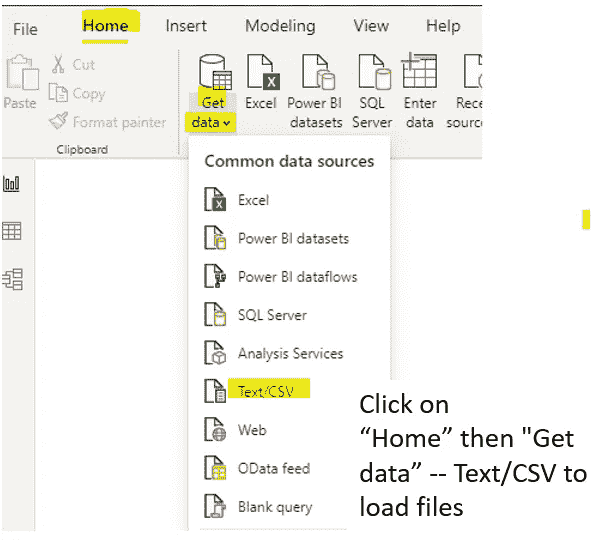 File Home Insert Modeling View Help
Cut
Copy
Paste
Format painter
Clipboard
Get data
Excel
Power BI datasets
SQL Server
Enter data
Common data sources
Excel
Power BI datasets
Power BI dataflows
SQL Server
Analysis Services
Text/CSV
Web
OData feed
Blank query
Click on
“Home” then "Get
data” -- Text/CSV to
load files